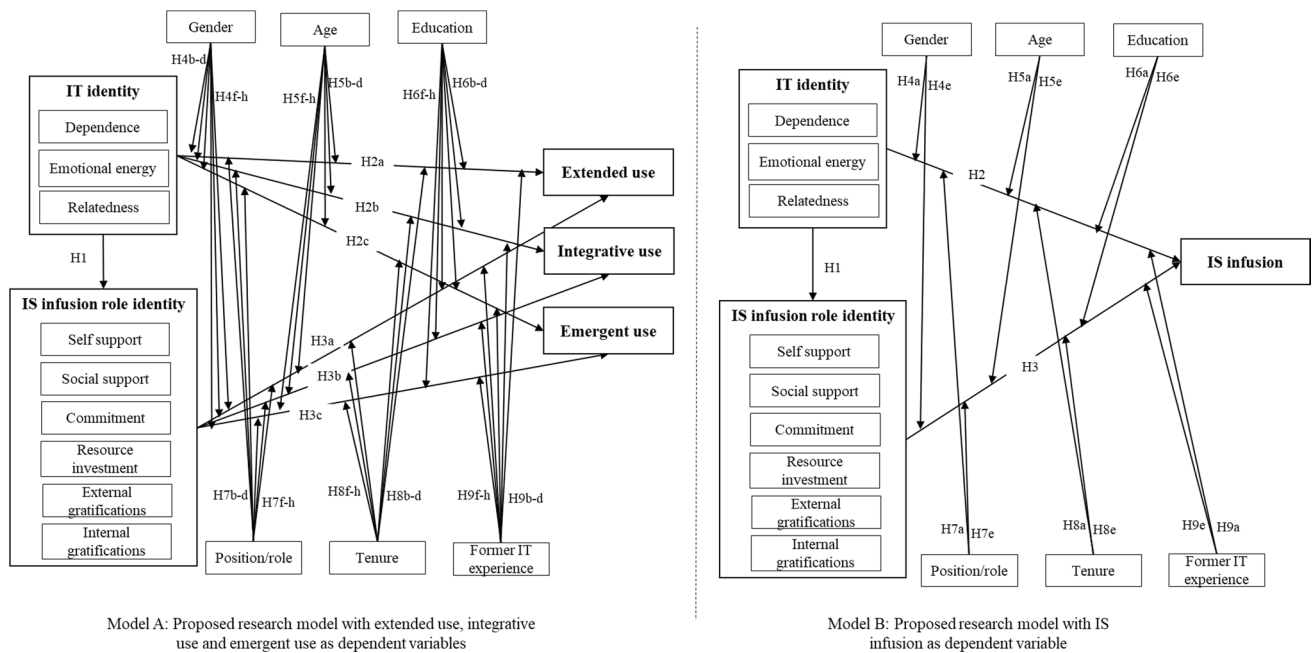 Gender
Age
Education
H4b-d
H4f-h
H5f-h
H5b-d
H6f-h
H6b-d
IT identity
Dependence
Emotional energy
Relatedness
H1
H2a
H2b
H2c
Extended use
Integrative use
Emergent use
IS infusion role identity
Self support
Social support
Commitment
Resource
investment
External
gratifications
Internal
gratifications
H3a
H3b
H3c
H7b-d
H7f-h
H8f-h
H8b-d
H9f-h
H9b-d
Position/role
Tenure
Former IT
experience
Model A: Proposed research model with extended use, integrative
use and emergent use as dependent variables
Gender
Age
Education
H4a
H4e
H5a
H5e
H6a
H6e
IT identity
Dependence
Emotional energy
Relatedness
H1
H2
IS infusion
IS infusion role identity
Self support
Social support
Commitment
Resource
investment
External
gratifications
Internal
gratifications
H3
H7a
H7e
H8a
H8e
H9e
H9a
Position/role
Tenure
Former IT
experience
Model B: Proposed research model with IS
infusion as dependent variable